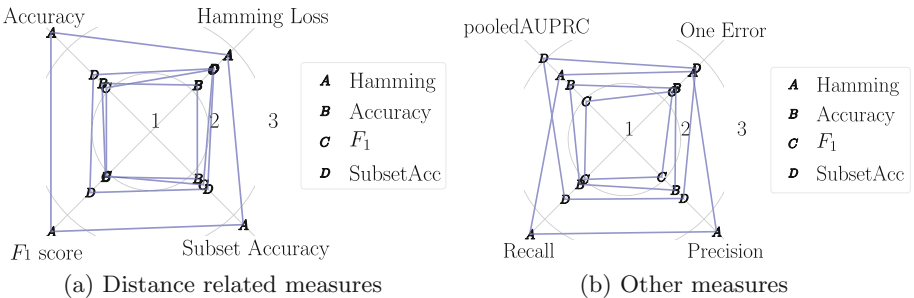 Accuracy
Hamming Loss
A
A
D
D
C
B
C
B
1
2
3
B
C
B
C
D
D
A
A
F1 score
Subset Accuracy
A Hamming
B Accuracy
C F1
D SubsetAcc
(a) Distance related measures
pooledAUPRC
One Error
D
D
A
A
B
B
C
C
1
2
3
C
C
B
B
D
D
A
A
Recall
Precision
A Hamming
B Accuracy
C F1
D SubsetAcc
(b) Other measures